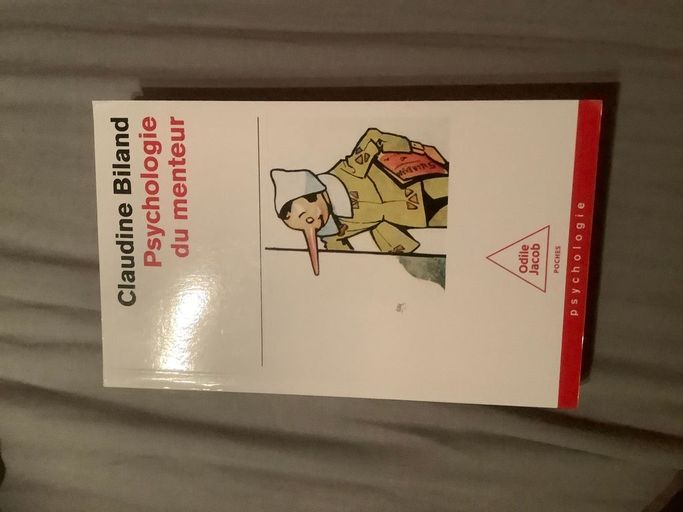 Claudine Biland
Psychologie
du menteur
Odile
Jacob
POCHES
psychologie